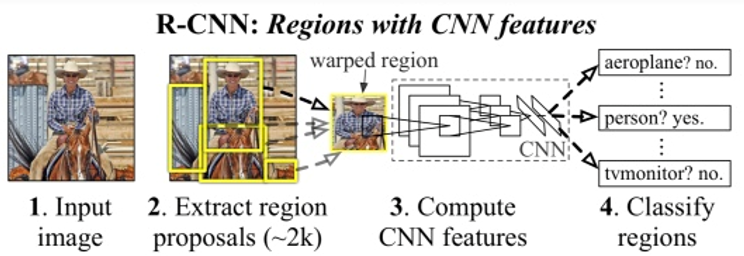 R-CNN: Regions with CNN features
warped region
aeroplane? no.
⋮
person? yes.
⋮
tvmonitor? no.
CNN
1. Input
image
2. Extract region
proposals (~2k)
3. Compute
CNN features
4. Classify
regions